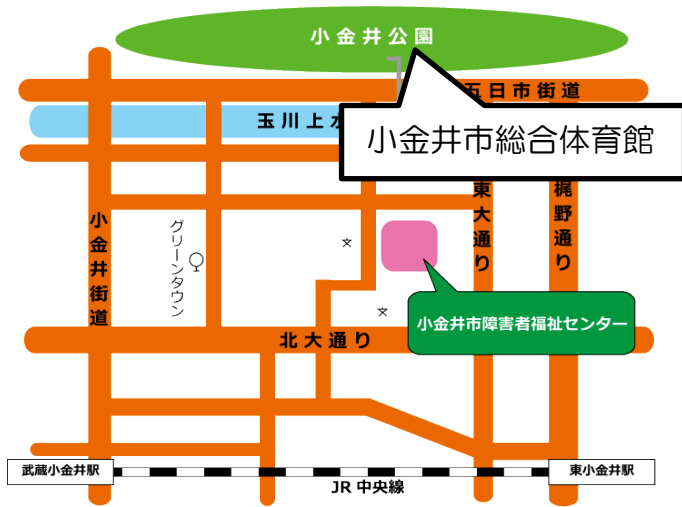 小金井公園
五日市街道
玉川上水
小金井市総合体育館
小金井街道
グリーンタウン
文
東大通り
梶野通り
文
小金井市障害者福祉センター
北大通り
武蔵小金井駅
東小金井駅
JR 中央線